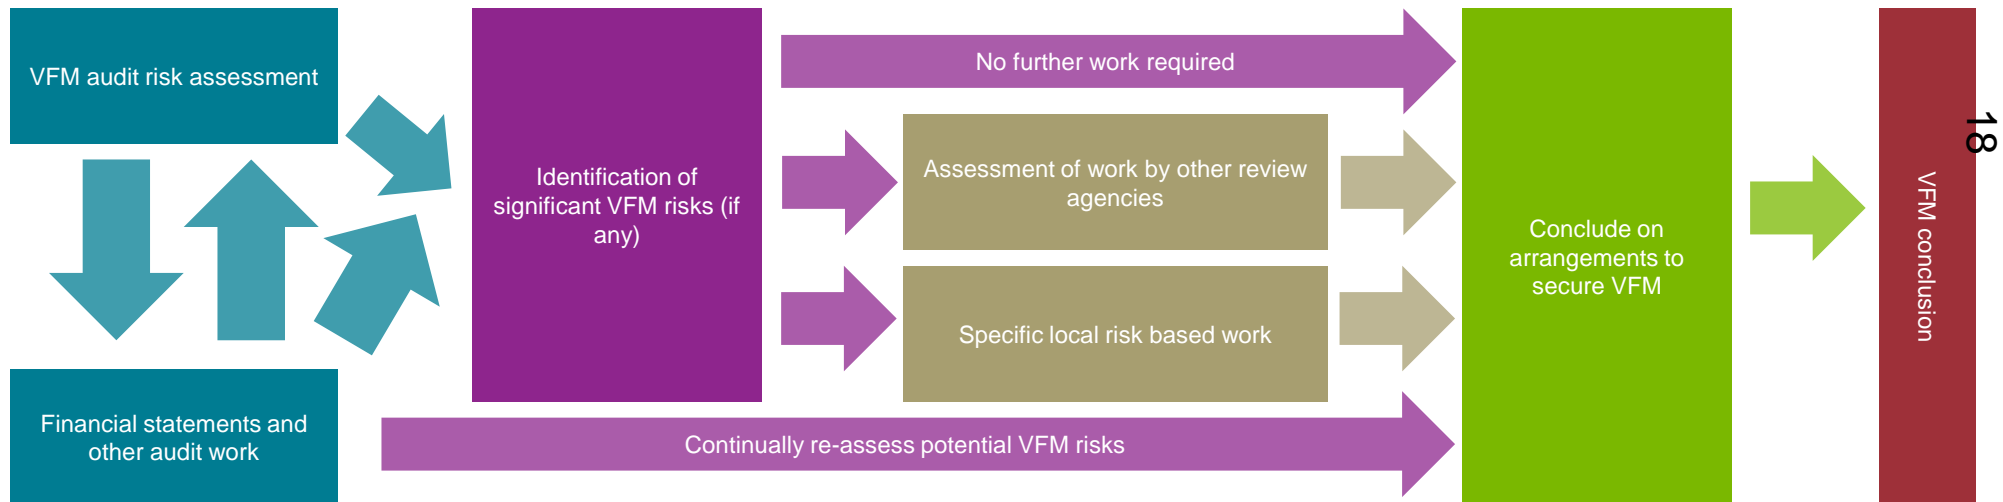 VFM audit risk assessment
Financial statements and
other audit work
Identification of
significant VFM risks (if
any)
No further work required
Assessment of work by other review
agencies
Specific local risk based work
Continually re-assess potential VFM risks
Conclude on
arrangements to
secure VFM
VFM conclusion
18